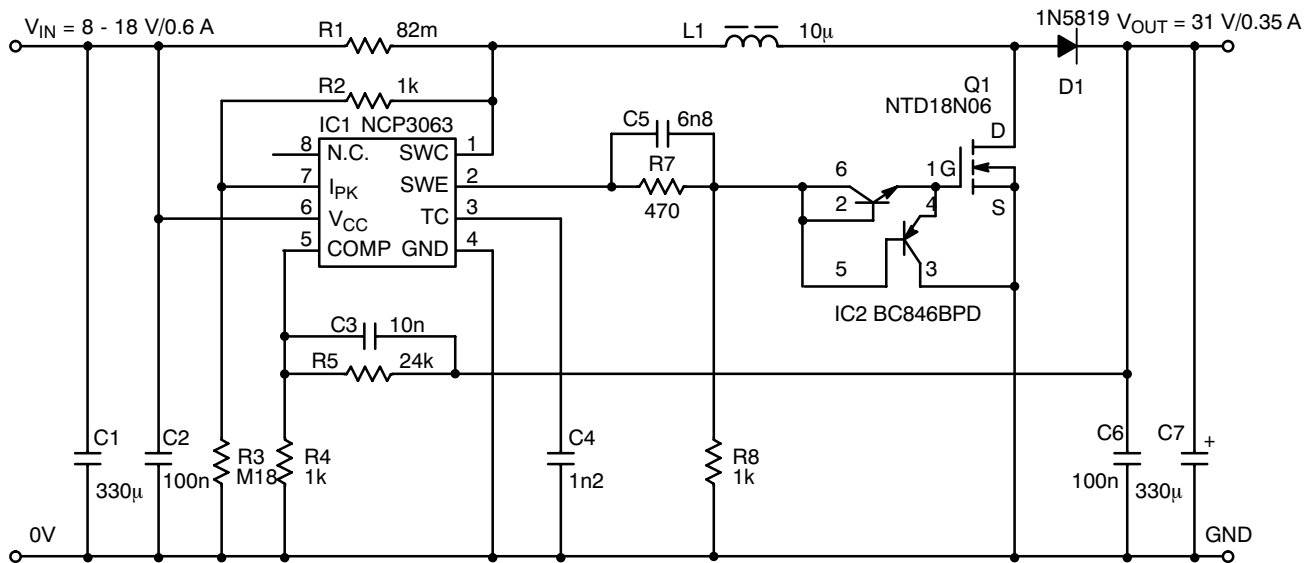 V_IN = 8 - 18 V/0.6 A
R1 82m
L1 10μ
1N5819
V_OUT = 31 V/0.35 A
D1
R2 1k
Q1
NTD18N06
IC1 NCP3063
C5 6n8
R7
470
8 N.C. SWC 1
7 I_PK SWE 2
6 V_CC TC 3
5 COMP GND 4
6
2
1 G
D
S
4
5
3
IC2 BC846BPD
C3 10n
R5 24k
C1
330μ
C2
100n
R3
M18
R4
1k
C4
1n2
R8
1k
C6
100n
C7 +
330μ
0V
GND